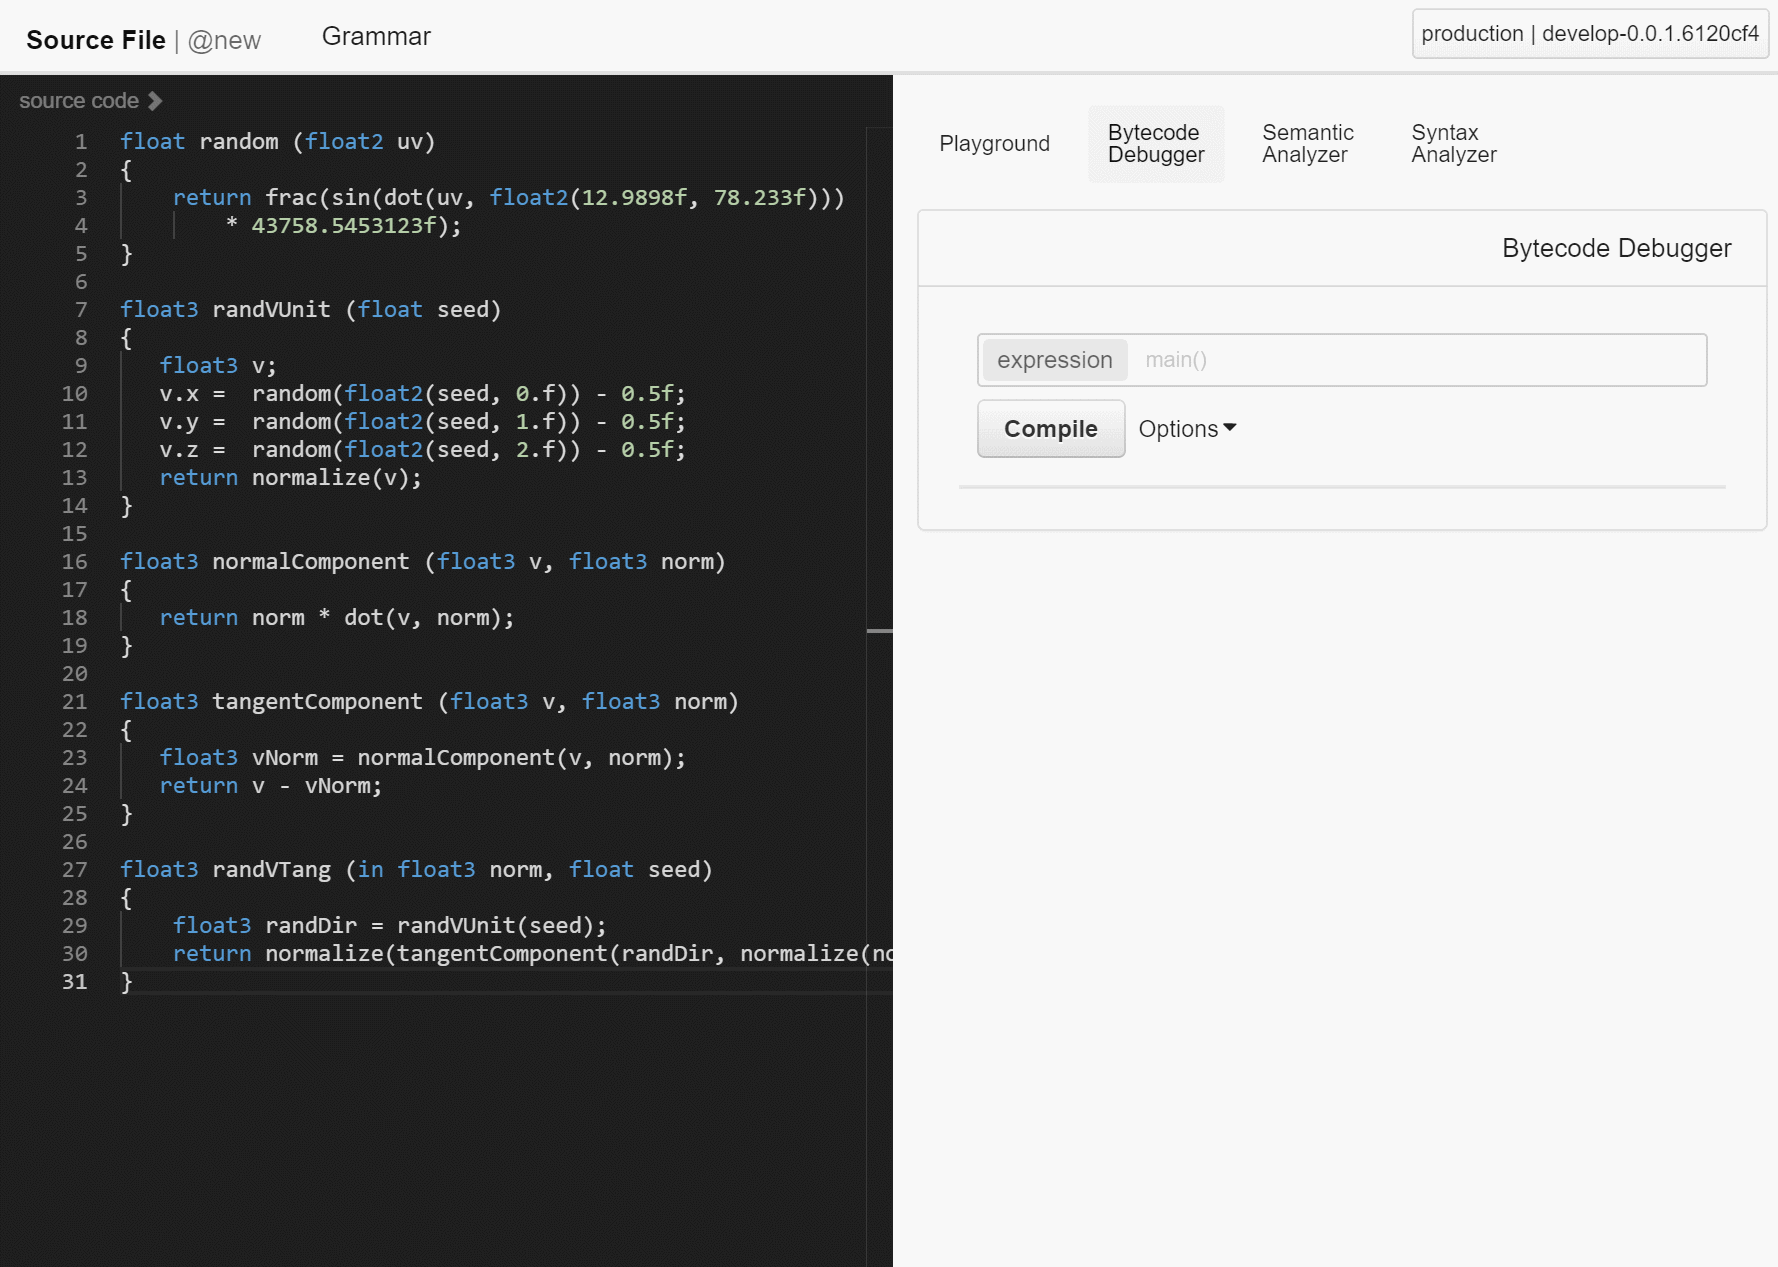 Source File | @new Grammar production | develop-0.0.1.6120cf4
source code
1 float random (float2 uv)
2 {
3 return frac(sin(dot(uv, float2(12.9898f, 78.233f)))
4 * 43758.5453123f);
5 }
6
7 float3 randVUnit (float seed)
8 {
9 float3 v;
10 v.x =  random(float2(seed, 0.f)) - 0.5f;
11 v.y =  random(float2(seed, 1.f)) - 0.5f;
12 v.z =  random(float2(seed, 2.f)) - 0.5f;
13 return normalize(v);
14 }
15
16 float3 normalComponent (float3 v, float3 norm)
17 {
18 return norm * dot(v, norm);
19 }
20
21 float3 tangentComponent (float3 v, float3 norm)
22 {
23 float3 vNorm = normalComponent(v, norm);
24 return v - vNorm;
25 }
26
27 float3 randVTang (in float3 norm, float seed)
28 {
29 float3 randDir = randVUnit(seed);
30 return normalize(tangentComponent(randDir, normalize(no
31 }
Playground
Bytecode
Debugger
Semantic
Analyzer
Syntax
Analyzer
Bytecode Debugger
expression main()
Compile Options